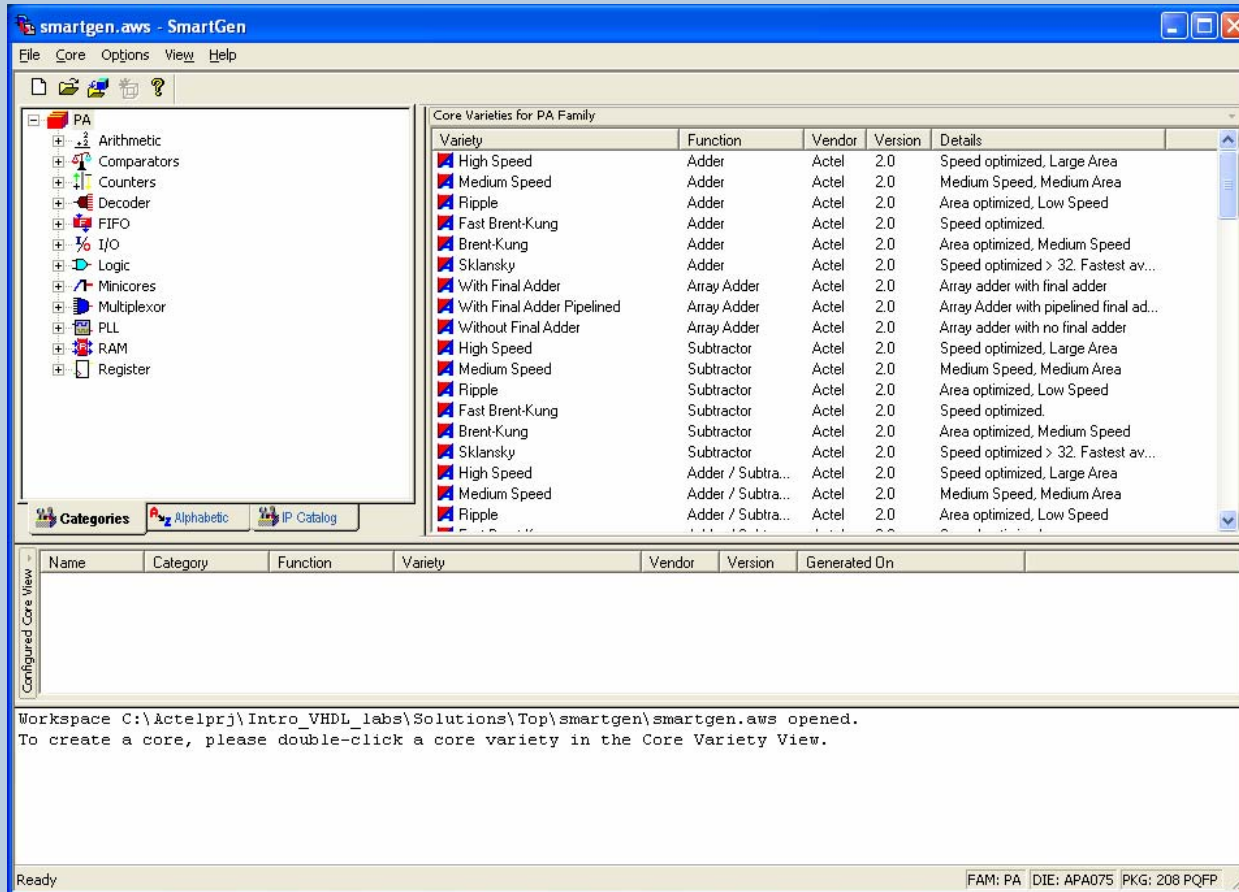 smartgen.aws - SmartGen
File Core Options View Help
PA
Arithmetic
Comparators
Counters
Decoder
FIFO
I/O
Logic
Minicores
Multiplexor
PLL
RAM
Register
Categories Alphabetic IP Catalog
Core Varieties for PA Family
Variety Function Vendor Version Details
High Speed Adder Actel 2.0 Speed optimized, Large Area
Medium Speed Adder Actel 2.0 Medium Speed, Medium Area
Ripple Adder Actel 2.0 Area optimized, Low Speed
Fast Brent-Kung Adder Actel 2.0 Speed optimized.
Brent-Kung Adder Actel 2.0 Area optimized, Medium Speed
Sklansky Adder Actel 2.0 Speed optimized > 32. Fastest av...
With Final Adder Array Adder Actel 2.0 Array adder with final adder
With Final Adder Pipelined Array Adder Actel 2.0 Array Adder with pipelined final ad...
Without Final Adder Array Adder Actel 2.0 Array adder with no final adder
High Speed Subtractor Actel 2.0 Speed optimized, Large Area
Medium Speed Subtractor Actel 2.0 Medium Speed, Medium Area
Ripple Subtractor Actel 2.0 Area optimized, Low Speed
Fast Brent-Kung Subtractor Actel 2.0 Speed optimized.
Brent-Kung Subtractor Actel 2.0 Area optimized, Medium Speed
Sklansky Subtractor Actel 2.0 Speed optimized > 32. Fastest av...
High Speed Adder / Subtra... Actel 2.0 Speed optimized, Large Area
Medium Speed Adder / Subtra... Actel 2.0 Medium Speed, Medium Area
Ripple Adder / Subtra... Actel 2.0 Area optimized, Low Speed
Configured Core View
Name Category Function Variety Vendor Version Generated On
Workspace C:\Actelprj\Intro_VHDL_labs\Solutions\Top\smartgen\smartgen.aws opened.
To create a core, please double-click a core variety in the Core Variety View.
Ready FAM: PA DIE: APA075 PKG: 208 PQFP